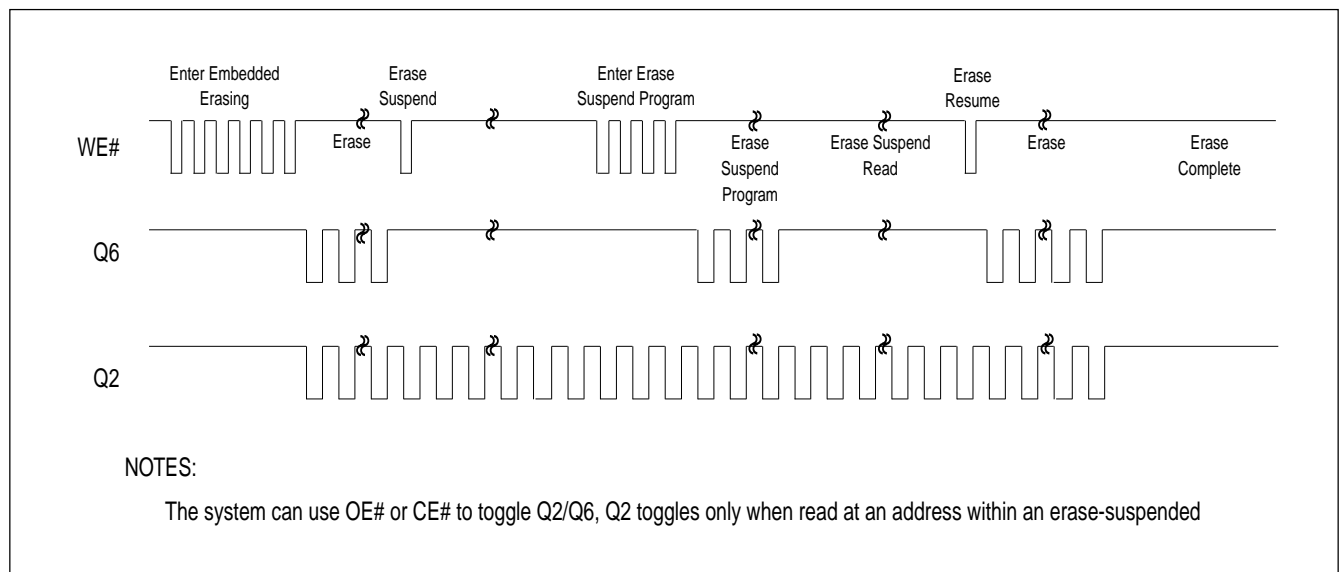 Enter Embedded
Erasing
Erase
Suspend
Enter Erase
Suspend Program
Erase
Resume
WE#
Erase
Erase
Suspend
Program
Erase Suspend
Read
Erase
Erase
Complete
Q6
Q2
NOTES:
The system can use OE# or CE# to toggle Q2/Q6, Q2 toggles only when read at an address within an erase-suspended